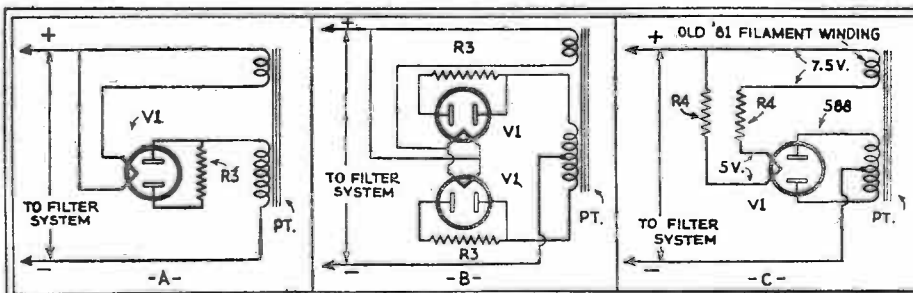 +
V1
R3
TO FILTER
SYSTEM
PT.
-
-A-
+
R3
V1
V1
TO FILTER
SYSTEM
R3
PT.
-
-B-
OLD '81 FILAMENT WINDING
+
7.5V.
R4
R4
588
5V.
V1
TO FILTER
SYSTEM
PT.
-
-C-